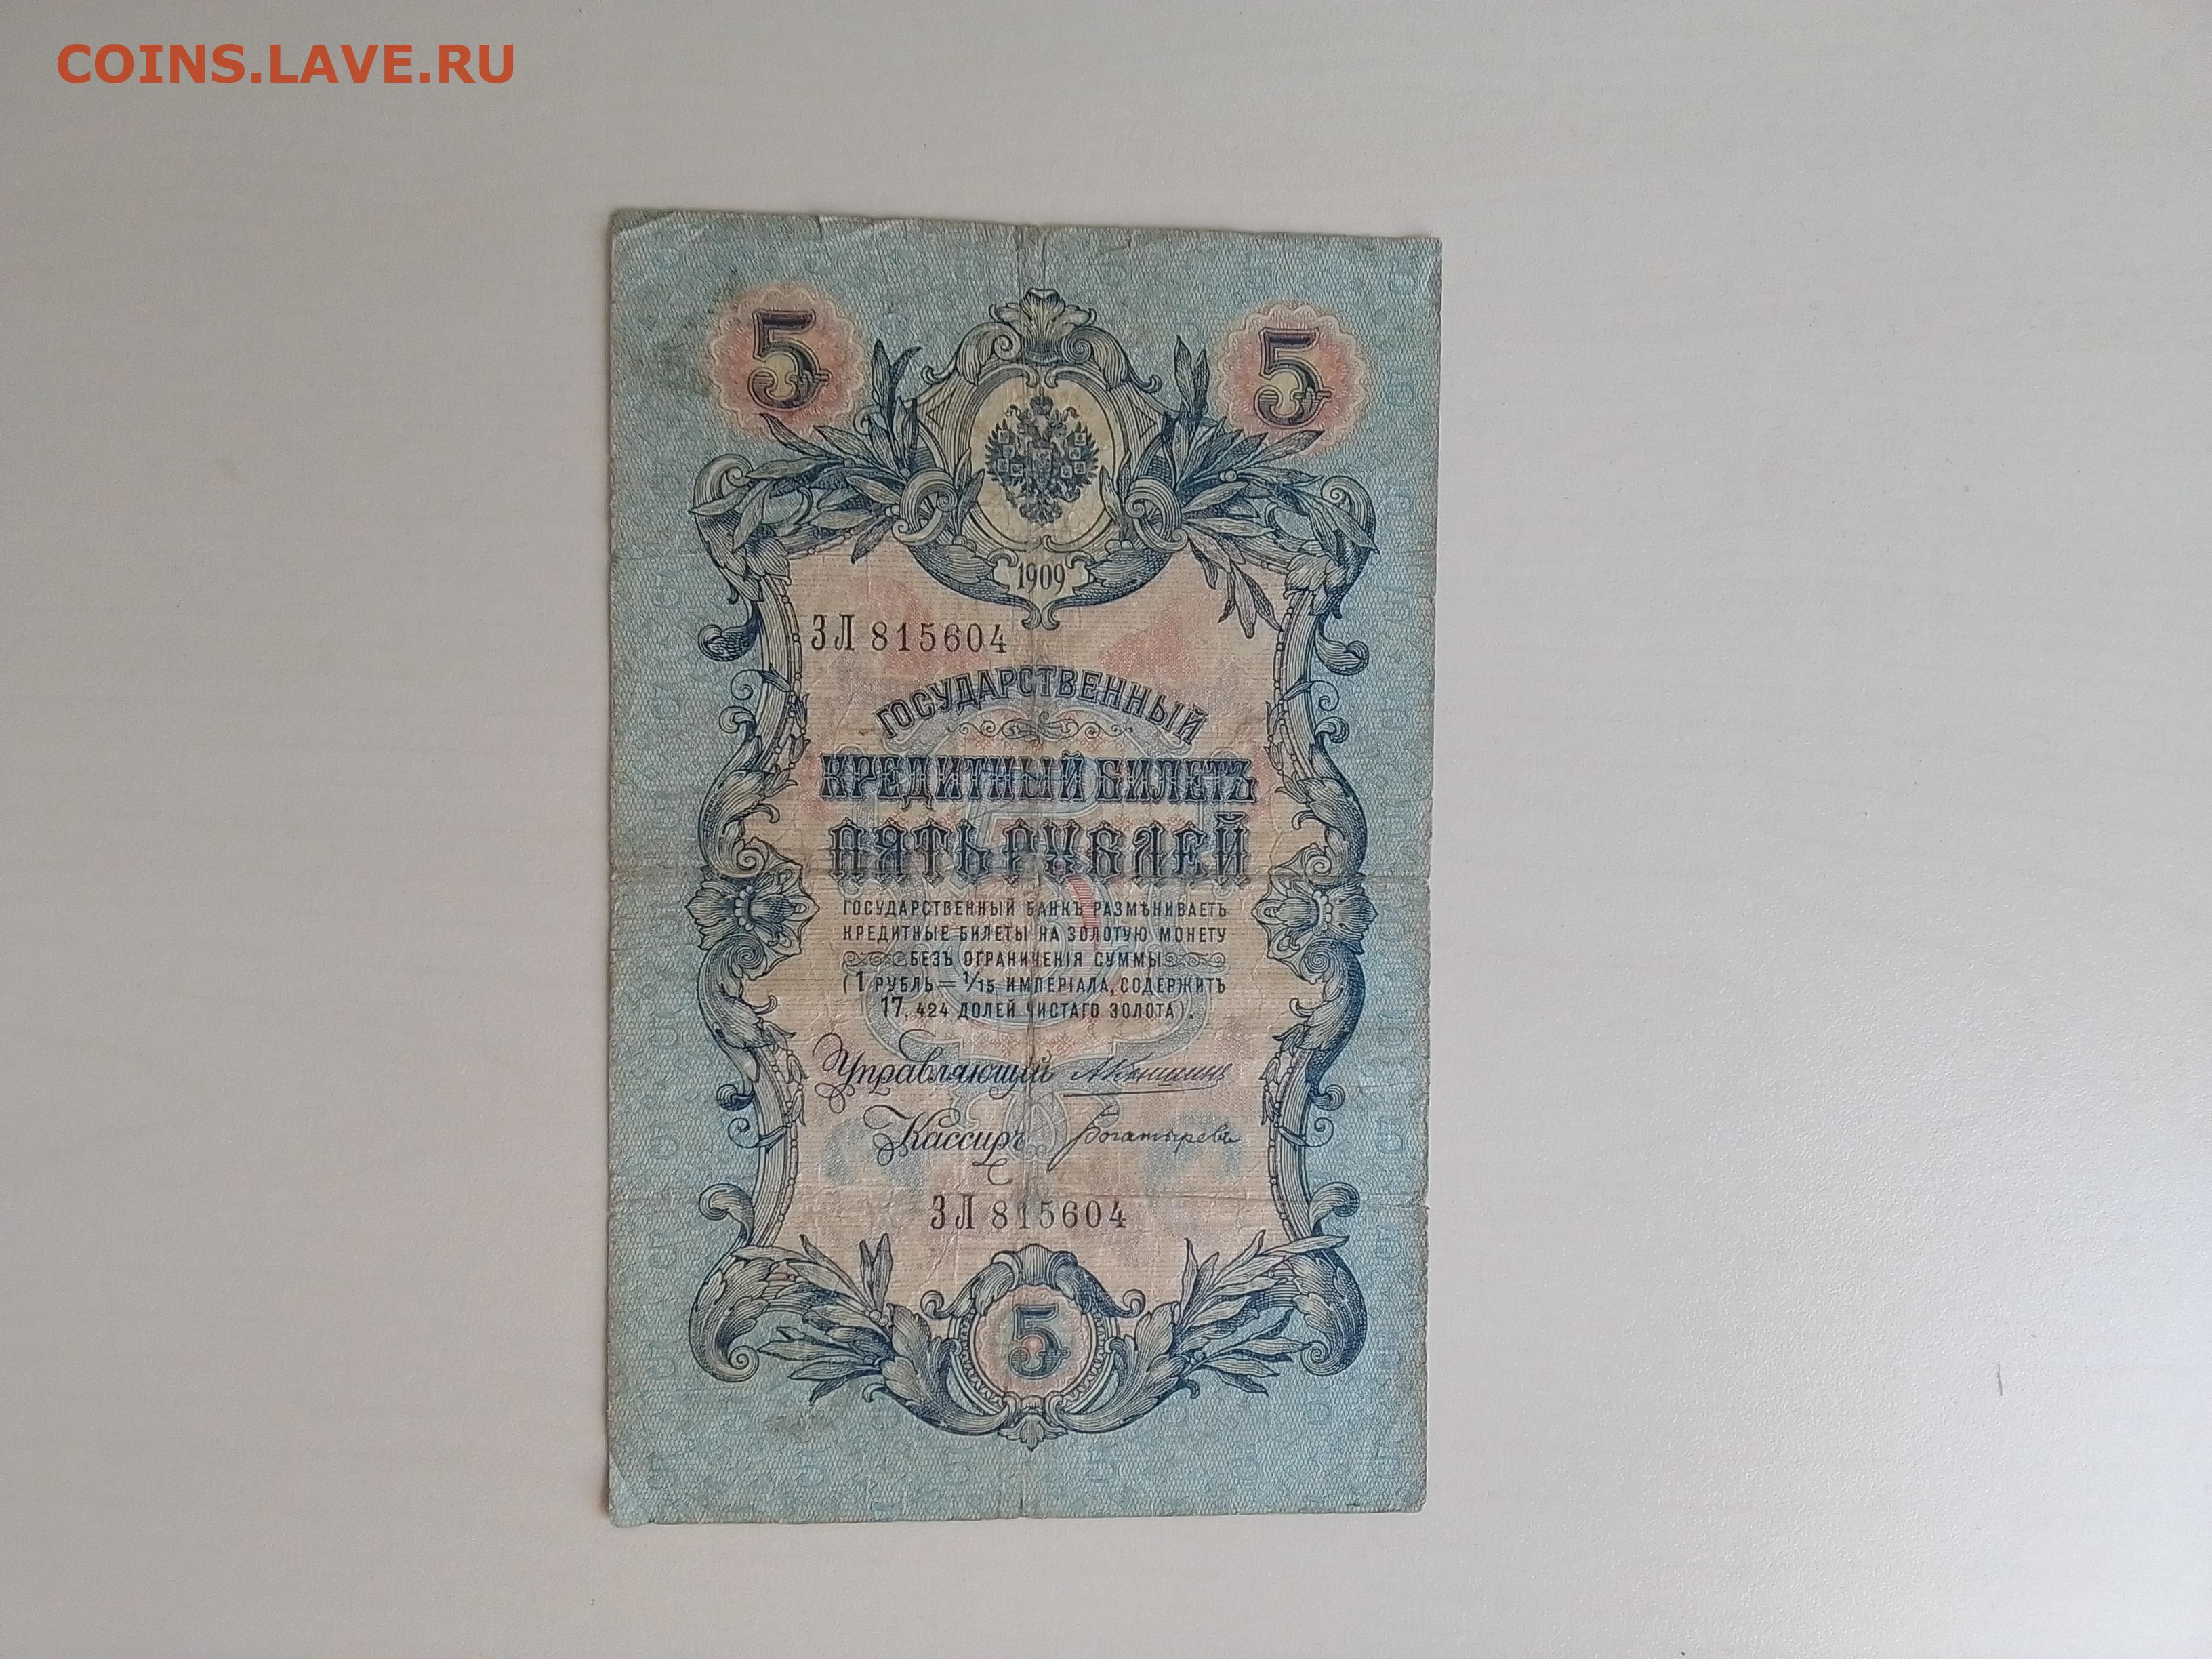 COINS.LAVE.RU
5 5
1909
ЗЛ 815604
ГОСУДАРСТВЕННЫЙ
КРЕДИТНЫЙ БИЛЕТЪ
ПЯТЬ РУБЛЕЙ
ГОСУДАРСТВЕННЫЙ БАНКЪ РАЗМѢНИВАЕТЪ
КРЕДИТНЫЕ БИЛЕТЫ НА ЗОЛОТУЮ МОНЕТУ
БЕЗЪ ОГРАНИЧЕНІЯ СУММЫ
(1 РУБЛЬ = 1/15 ИМПЕРІАЛА, СОДЕРЖИТЪ
17, 424 ДОЛЕЙ ЧИСТАГО ЗОЛОТА).
Управляющій АКоншинъ
Кассиръ Богатыревъ
ЗЛ 815604
5